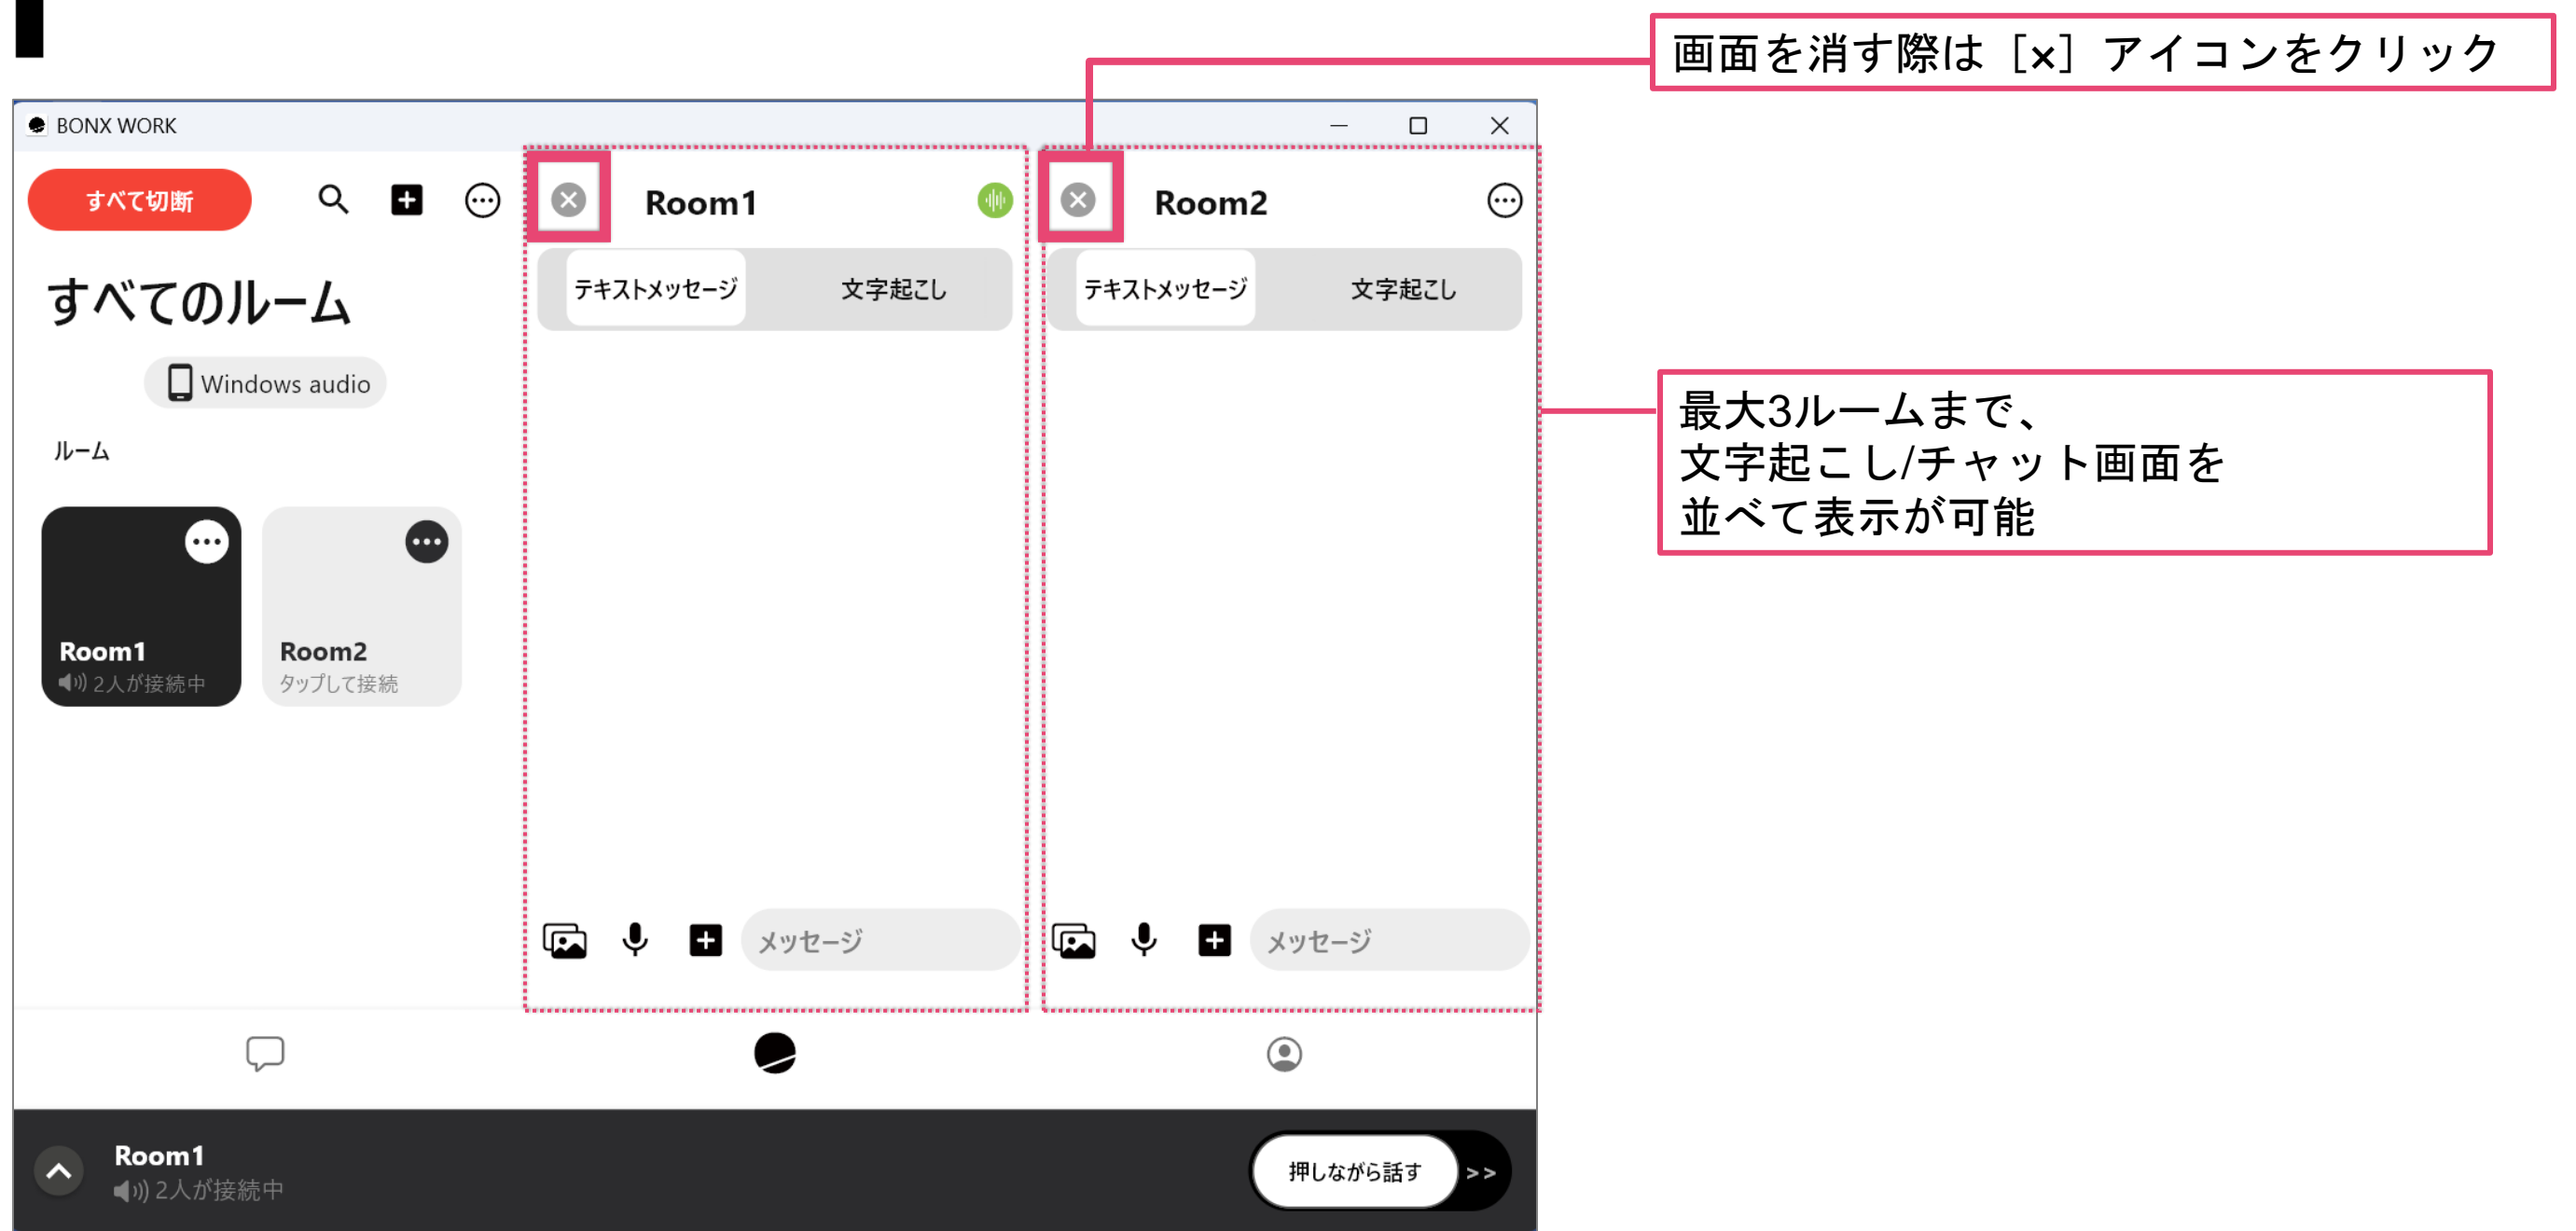 画面を消す際は［×］アイコンをクリック
BONX WORK
すべて切断
Room1
Room2
テキストメッセージ
文字起こし
テキストメッセージ
文字起こし
すべてのルーム
Windows audio
ルーム
最大3ルームまで、
文字起こし/チャット画面を
並べて表示が可能
Room1
2人が接続中
Room2
タップして接続
メッセージ
メッセージ
Room1
2人が接続中
押しながら話す
>>